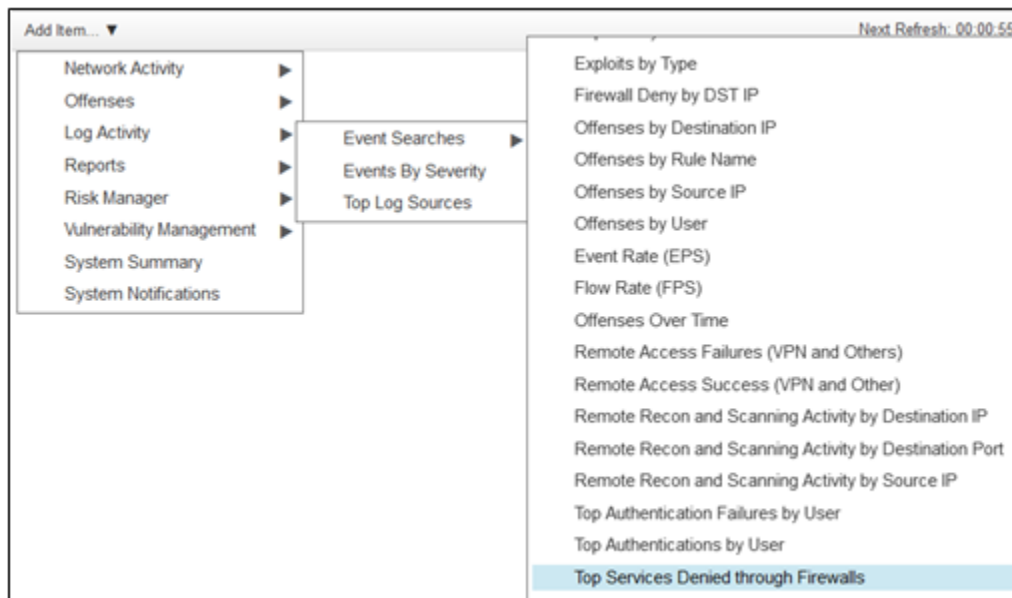 Add Item... ▼
Next Refresh: 00:00:55
Network Activity
Offenses
Log Activity
Reports
Risk Manager
Vulnerability Management
System Summary
System Notifications
Event Searches
Events By Severity
Top Log Sources
Exploits by Type
Firewall Deny by DST IP
Offenses by Destination IP
Offenses by Rule Name
Offenses by Source IP
Offenses by User
Event Rate (EPS)
Flow Rate (FPS)
Offenses Over Time
Remote Access Failures (VPN and Others)
Remote Access Success (VPN and Other)
Remote Recon and Scanning Activity by Destination IP
Remote Recon and Scanning Activity by Destination Port
Remote Recon and Scanning Activity by Source IP
Top Authentication Failures by User
Top Authentications by User
Top Services Denied through Firewalls